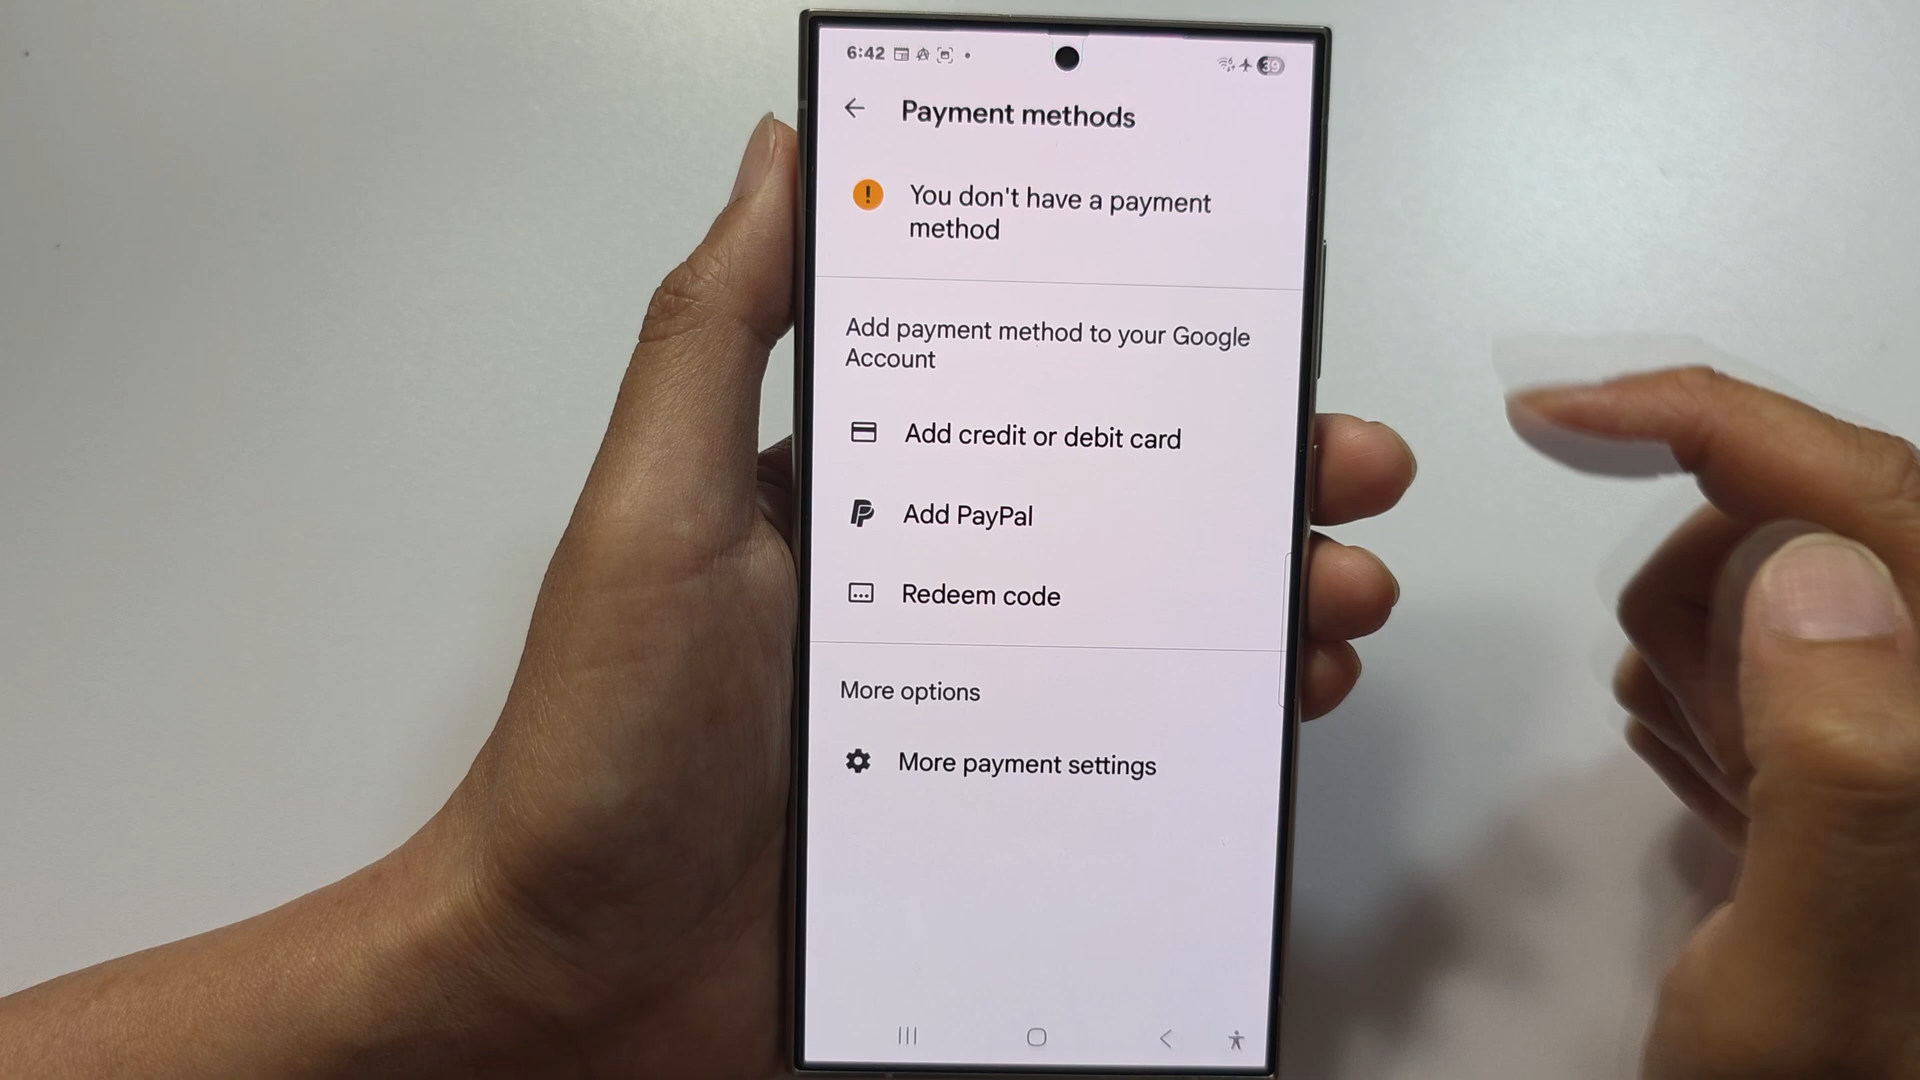 6:42
39
Payment methods
You don't have a payment
method
Add payment method to your Google
Account
Add credit or debit card
Add PayPal
Redeem code
More options
More payment settings